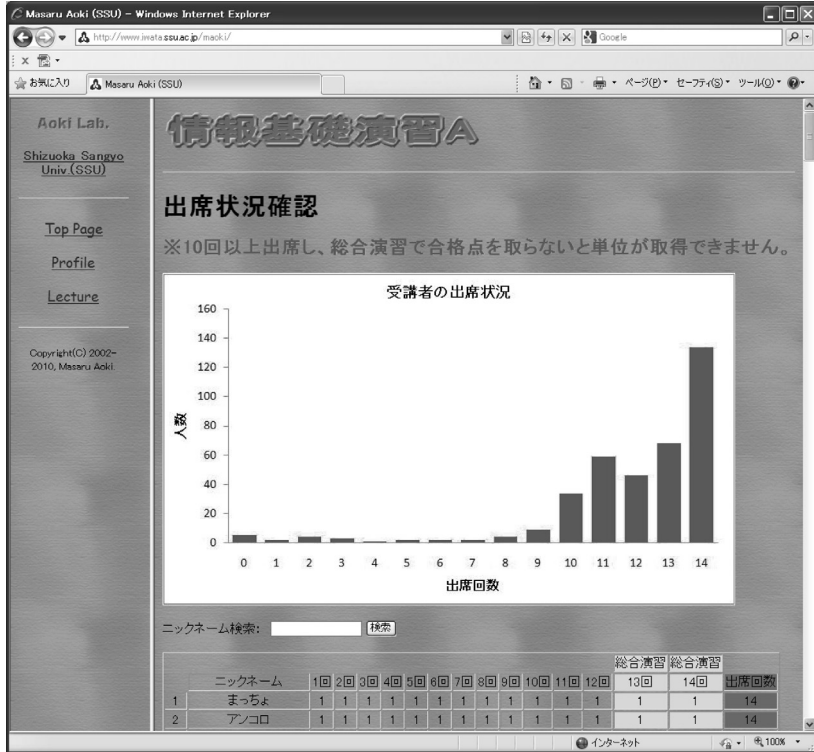 Masaru Aoki (SSU) - Windows Internet Explorer
http://www.iwata.ssu.ac.jp/maoki/
Google
お気に入り
Masaru Aoki (SSU)
ページ(P)
セーフティ(S)
ツール(O)
Aoki Lab.
Shizuoka Sangyo
Univ.(SSU)
Top Page
Profile
Lecture
Copyright(C) 2002-
2010, Masaru Aoki.
情報基礎演習A
出席状況確認
※10回以上出席し、総合演習で合格点を取らないと単位が取得できません。
受講者の出席状況
160
140
120
100
80
60
40
20
0
人数
0 1 2 3 4 5 6 7 8 9 10 11 12 13 14
出席回数
ニックネーム検索: 検索
総合演習 総合演習
ニックネーム 1回 2回 3回 4回 5回 6回 7回 8回 9回 10回 11回 12回 13回 14回 出席回数
1 まっちょ 1 1 1 1 1 1 1 1 1 1 1 1 1 1 14
2 アンコロ 1 1 1 1 1 1 1 1 1 1 1 1 1 1 14
インターネット
100%